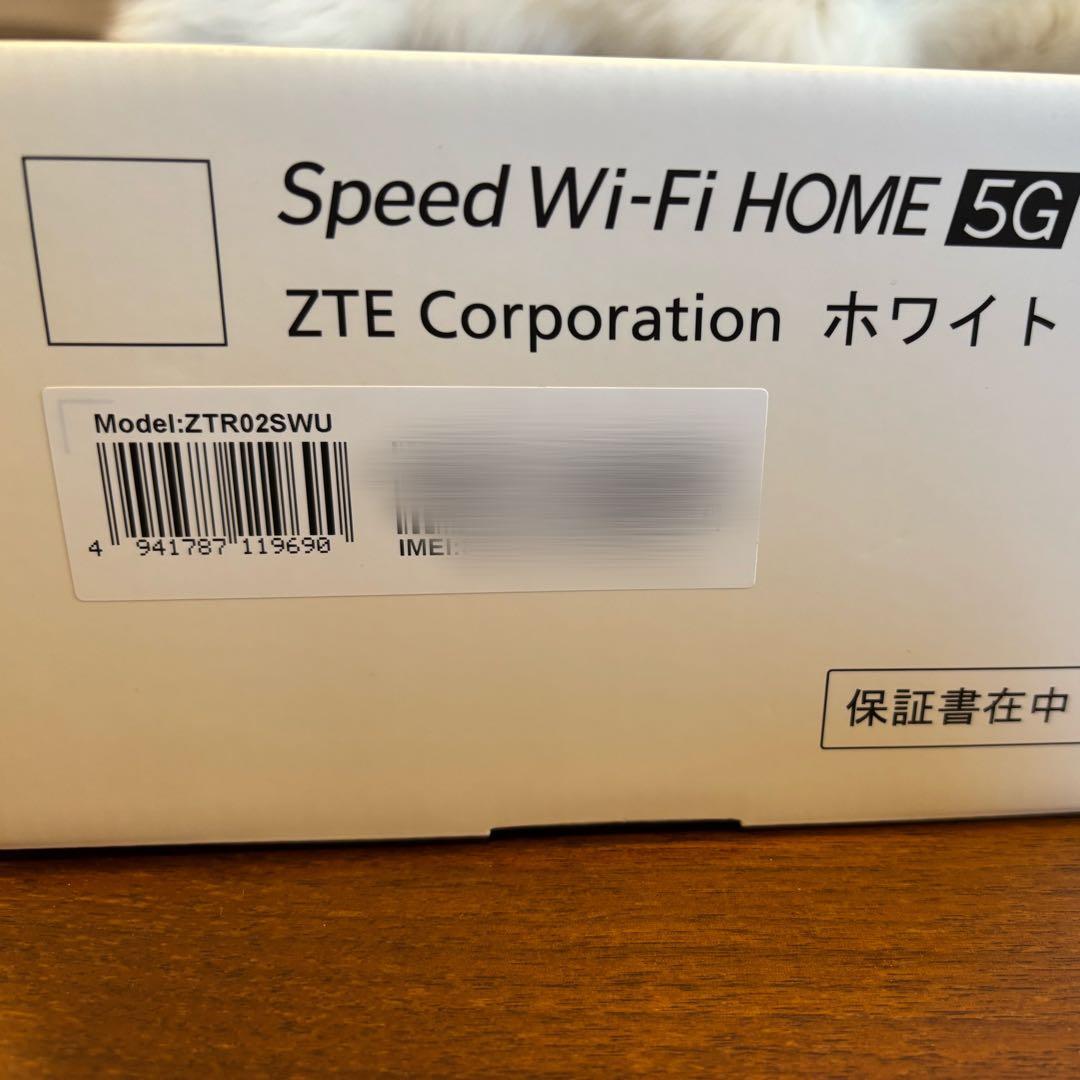 Speed Wi-Fi HOME 5G
ZTE Corporation ホワイト
Model:ZTR02SWU
4 941787 119690
IMEI:
保証書在中